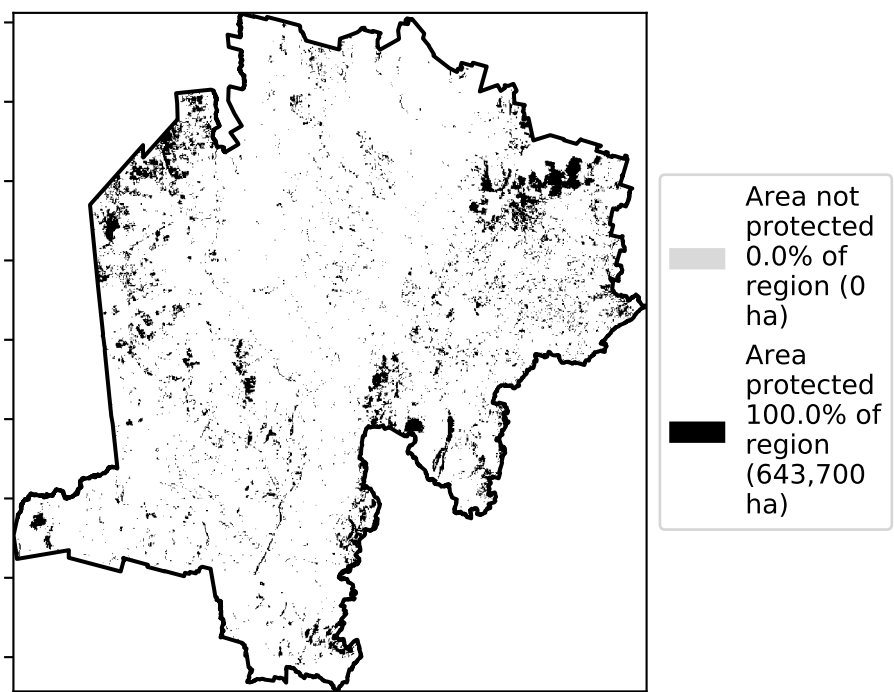 Area not
protected
0.0% of
region (0
ha)
Area
protected
100.0% of
region
(643,700
ha)